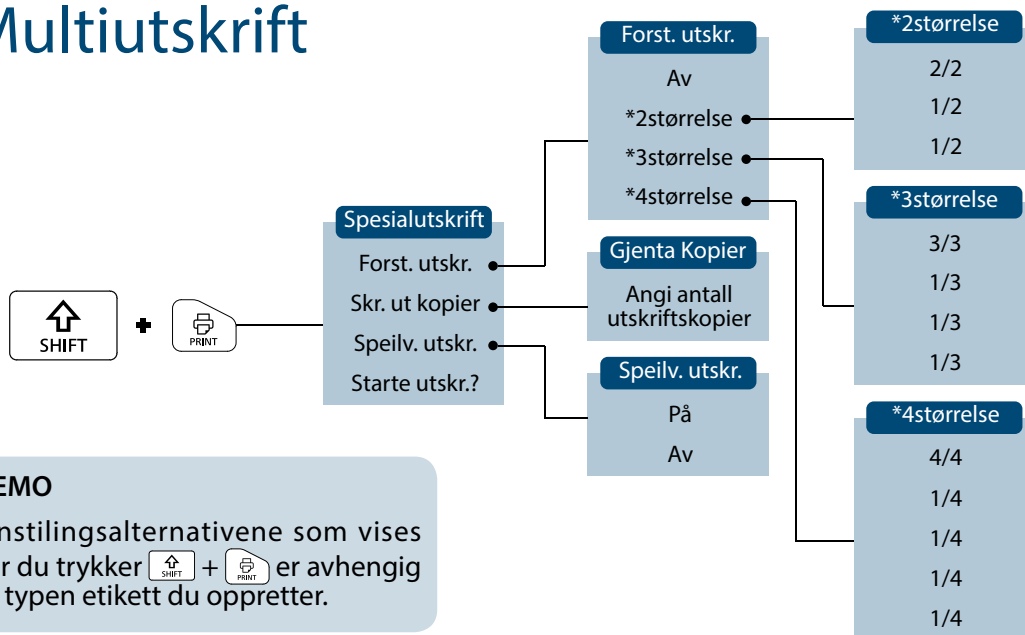 Multiutskrift
SHIFT
+
PRINT
Spesialutskrift
Forst. utskr.
Skr. ut kopier
Speilv. utskr.
Starte utskr.?
Forst. utskr.
Av
*2størrelse
*3størrelse
*4størrelse
Gjenta Kopier
Angi antall
utskriftskopier
Speilv. utskr.
På
Av
*2størrelse
2/2
1/2
1/2
*3størrelse
3/3
1/3
1/3
1/3
*4størrelse
4/4
1/4
1/4
1/4
1/4
EMO
nstilingsalternativene som vises
r du trykker SHIFT + PRINT er avhengig
typen etikett du oppretter.